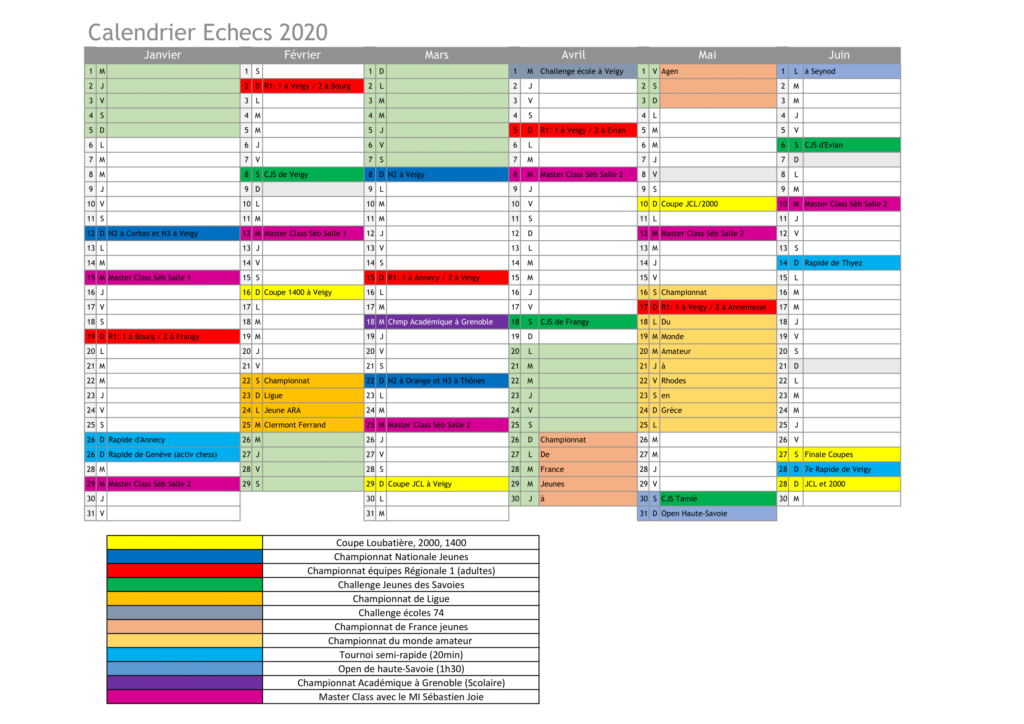 Calendrier Echecs 2020
Janvier
1 M
2 J
3 V
4 S
5 D
6 L
7 M
8 M
9 J
10 V
11 S
12 D N2 à Corbas et N3 à Veigy
13 L
14 M
15 M Master Class Séb Salle 1
16 J
17 V
18 S
19 D R1: 1 à Bourg / 2 à Frangy
20 L
21 M
22 M
23 J
24 V
25 S
26 D Rapide d'Annecy
26 D Rapide de Genève (activ chess)
28 M
29 M Master Class Séb Salle 2
30 J
31 V
Février
1 S
2 D R1: 1 à Veigy / 2 à Bourg
3 L
4 M
5 M
6 J
7 V
8 S CJS de Veigy
9 D
10 L
11 M
12 M Master Class Séb Salle 1
13 J
14 V
15 S
16 D Coupe 1400 à Veigy
17 L
18 M
19 M
20 J
21 V
22 S Championnat
23 D Ligue
24 L Jeune ARA
25 M Clermont Ferrand
26 M
27 J
28 V
29 S
Mars
1 D
2 L
3 M
4 M
5 J
6 V
7 S
8 D N2 à Veigy
9 L
10 M
11 M
12 J
13 V
14 S
15 D R1: 1 à Annecy / 2 à Veigy
16 L
17 M
18 M Chmp Académique à Grenoble
19 J
20 V
21 S
22 D N2 à Orange et N3 à Thônes
23 L
24 M
25 M Master Class Séb Salle 2
26 J
27 V
28 S
29 D Coupe JCL à Veigy
30 L
31 M
Avril
1 M Challenge école à Veigy
2 J
3 V
4 S
5 D R1: 1 à Veigy / 2 à Evian
6 L
7 M
8 M Master Class Séb Salle 2
9 J
10 V
11 S
12 D
13 L
14 M
15 M
16 J
17 V
18 S CJS de Frangy
19 D
20 L
21 M
22 M
23 J
24 V
25 S
26 D Championnat
27 L De
28 M France
29 M Jeunes
30 J à
Mai
1 V Agen
2 S
3 D
4 L
5 M
6 M
7 J
8 V
9 S
10 D Coupe JCL/2000
11 L
12 M Master Class Séb Salle 2
13 M
14 J
15 V
16 S Championnat
17 D R1: 1 à Veigy / 2 à Annemasse
18 L Du
19 M Monde
20 M Amateur
21 J à
22 V Rhodes
23 S en
24 D Grèce
25 L
26 M
27 M
28 J
29 V
30 S CJS Tamié
31 D Open Haute-Savoie
Juin
1 L à Seynod
2 M
3 M
4 J
5 V
6 S CJS d'Evian
7 D
8 L
9 M
10 M Master Class Séb Salle 2
11 J
12 V
13 S
14 D Rapide de Thyez
15 L
16 M
17 M
18 J
19 V
20 S
21 D
22 L
23 M
24 M
25 J
26 V
27 S Finale Coupes
28 D 7e Rapide de Veigy
28 D JCL et 2000
30 M
Coupe Loubatière, 2000, 1400
Championnat Nationale Jeunes
Championnat équipes Régionale 1 (adultes)
Challenge Jeunes des Savoies
Championnat de Ligue
Challenge écoles 74
Championnat de France jeunes
Championnat du monde amateur
Tournoi semi-rapide (20min)
Open de haute-Savoie (1h30)
Championnat Académique à Grenoble (Scolaire)
Master Class avec le MI Sébastien Joie